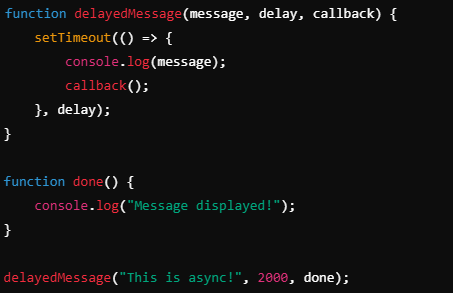 function delayedMessage(message, delay, callback) {
    setTimeout(() => {
        console.log(message);
        callback();
    }, delay);
}

function done() {
    console.log("Message displayed!");
}

delayedMessage("This is async!", 2000, done);